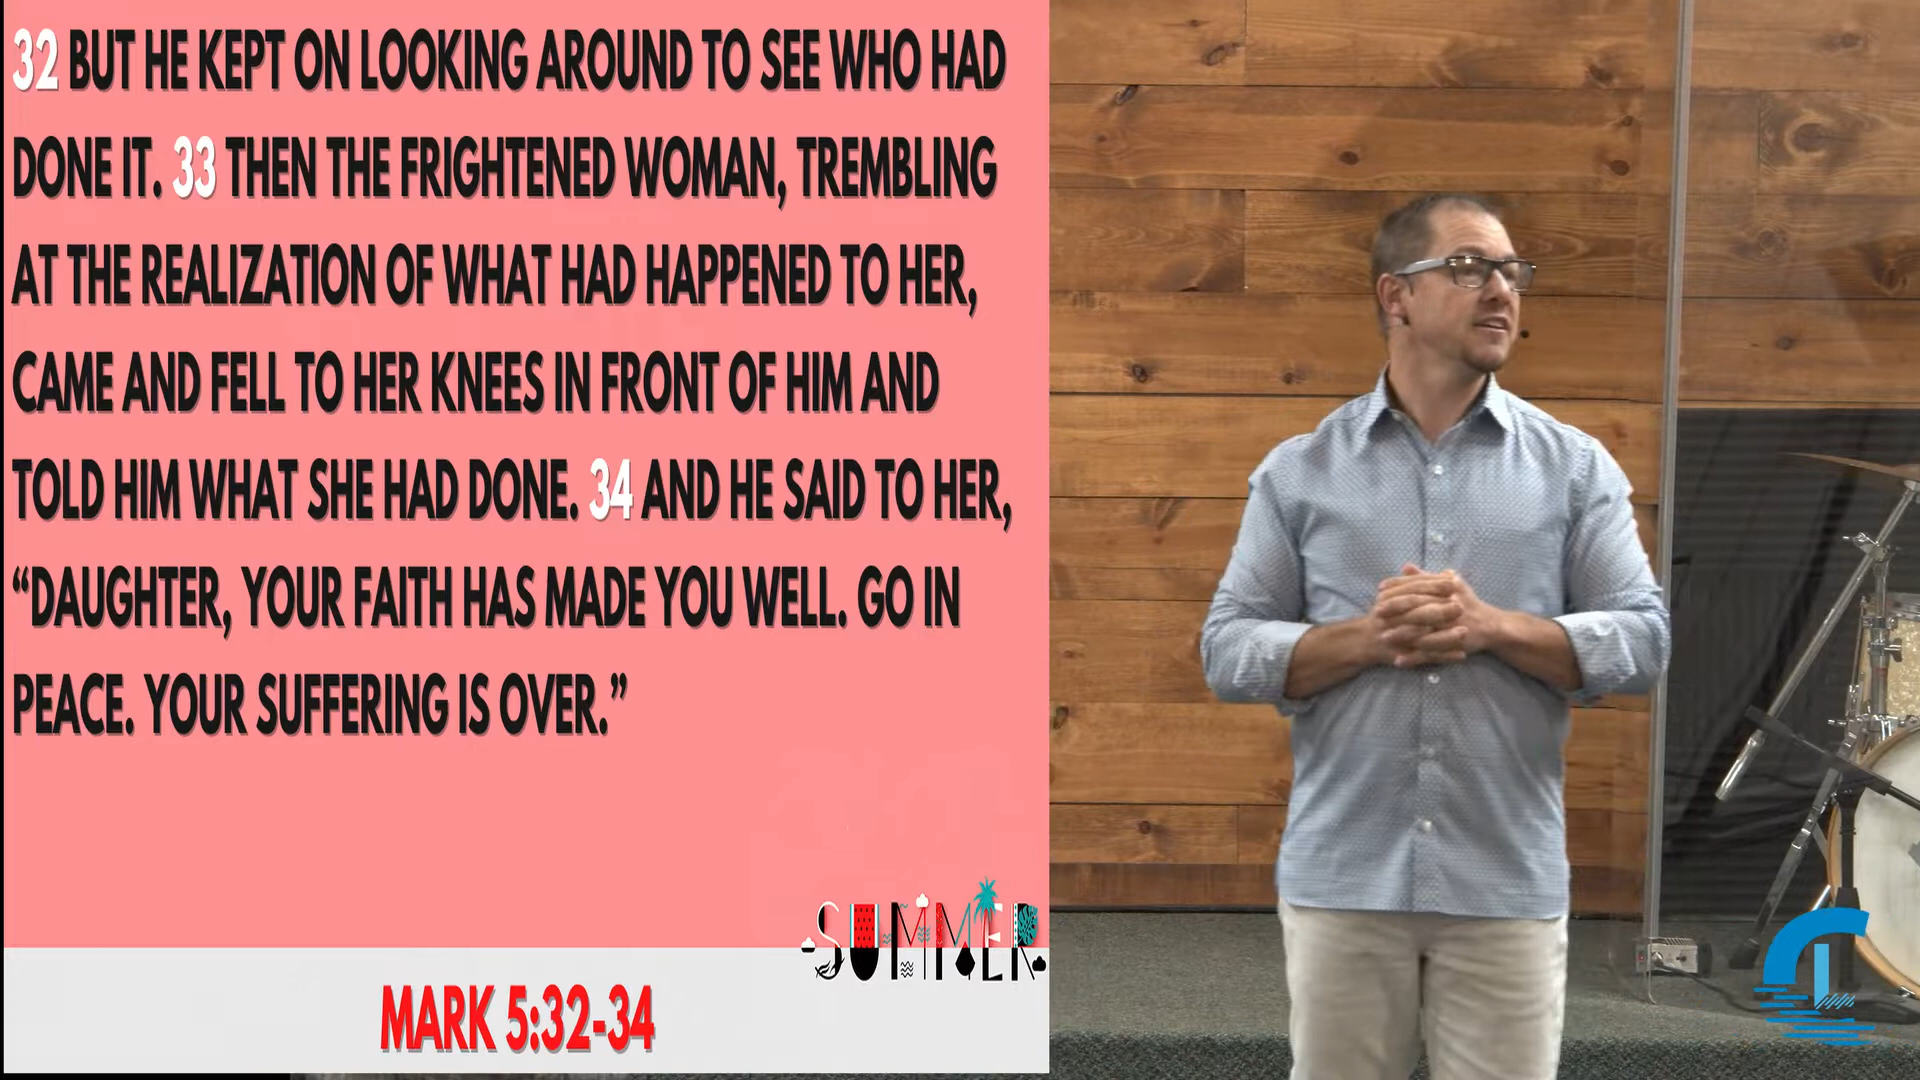 32 BUT HE KEPT ON LOOKING AROUND TO SEE WHO HAD
DONE IT. 33 THEN THE FRIGHTENED WOMAN, TREMBLING
AT THE REALIZATION OF WHAT HAD HAPPENED TO HER,
CAME AND FELL TO HER KNEES IN FRONT OF HIM AND
TOLD HIM WHAT SHE HAD DONE. 34 AND HE SAID TO HER,
“DAUGHTER, YOUR FAITH HAS MADE YOU WELL. GO IN
PEACE. YOUR SUFFERING IS OVER.”
SUMMER
MARK 5:32-34